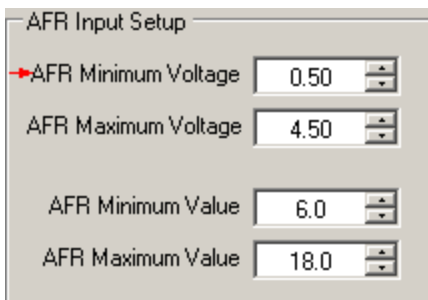 AFR Input Setup
AFR Minimum Voltage 0.50
AFR Maximum Voltage 4.50
AFR Minimum Value 6.0
AFR Maximum Value 18.0